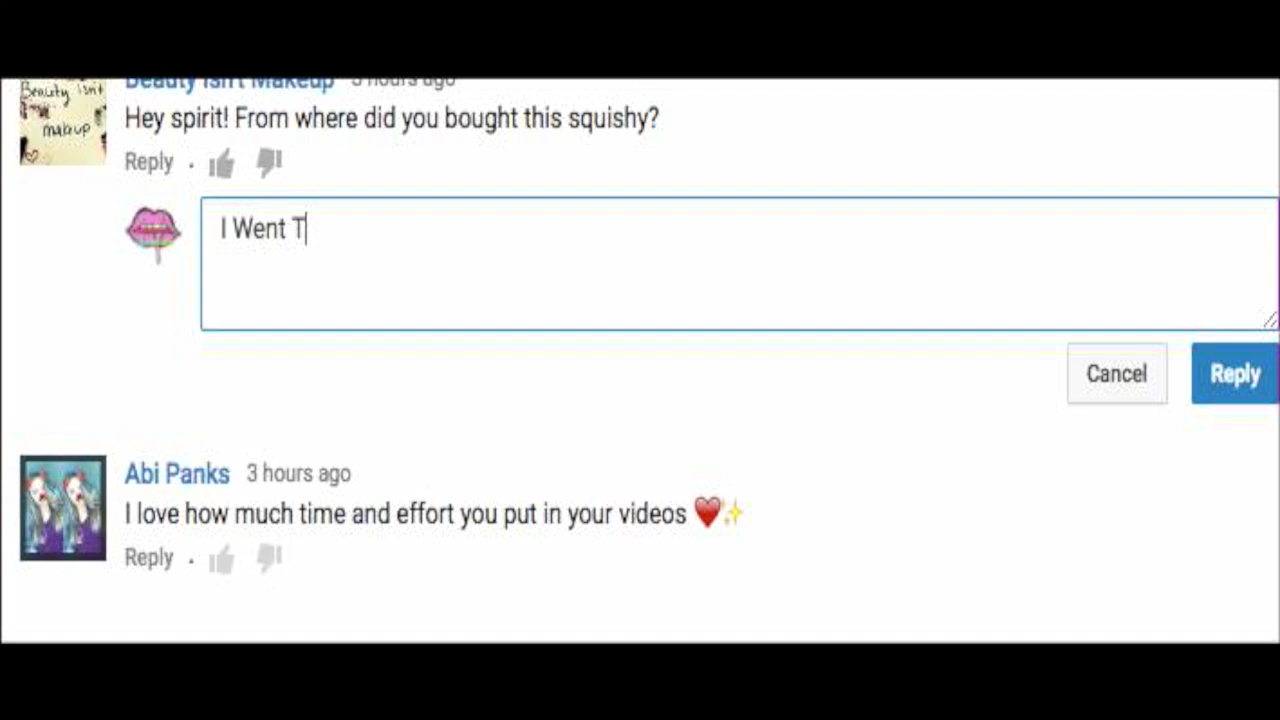 Beauty Isn't Makeup 3 hours ago
Beauty Isn't
makeup
Hey spirit! From where did you bought this squishy?
Reply
I Went T
Cancel
Reply
Abi Panks 3 hours ago
I love how much time and effort you put in your videos ❤️✨
Reply